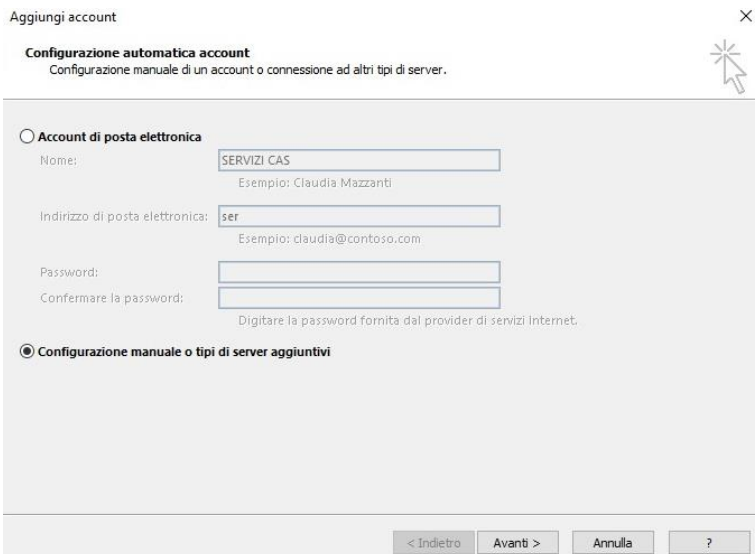 Aggiungi account
Configurazione automatica account
Configurazione manuale di un account o connessione ad altri tipi di server.
Account di posta elettronica
Nome: SERVIZI CAS
Esempio: Claudia Mazzanti
Indirizzo di posta elettronica: ser
Esempio: claudia@contoso.com
Password:
Confermare la password:
Digitare la password fornita dal provider di servizi Internet.
Configurazione manuale o tipi di server aggiuntivi
< Indietro Avanti > Annulla ?